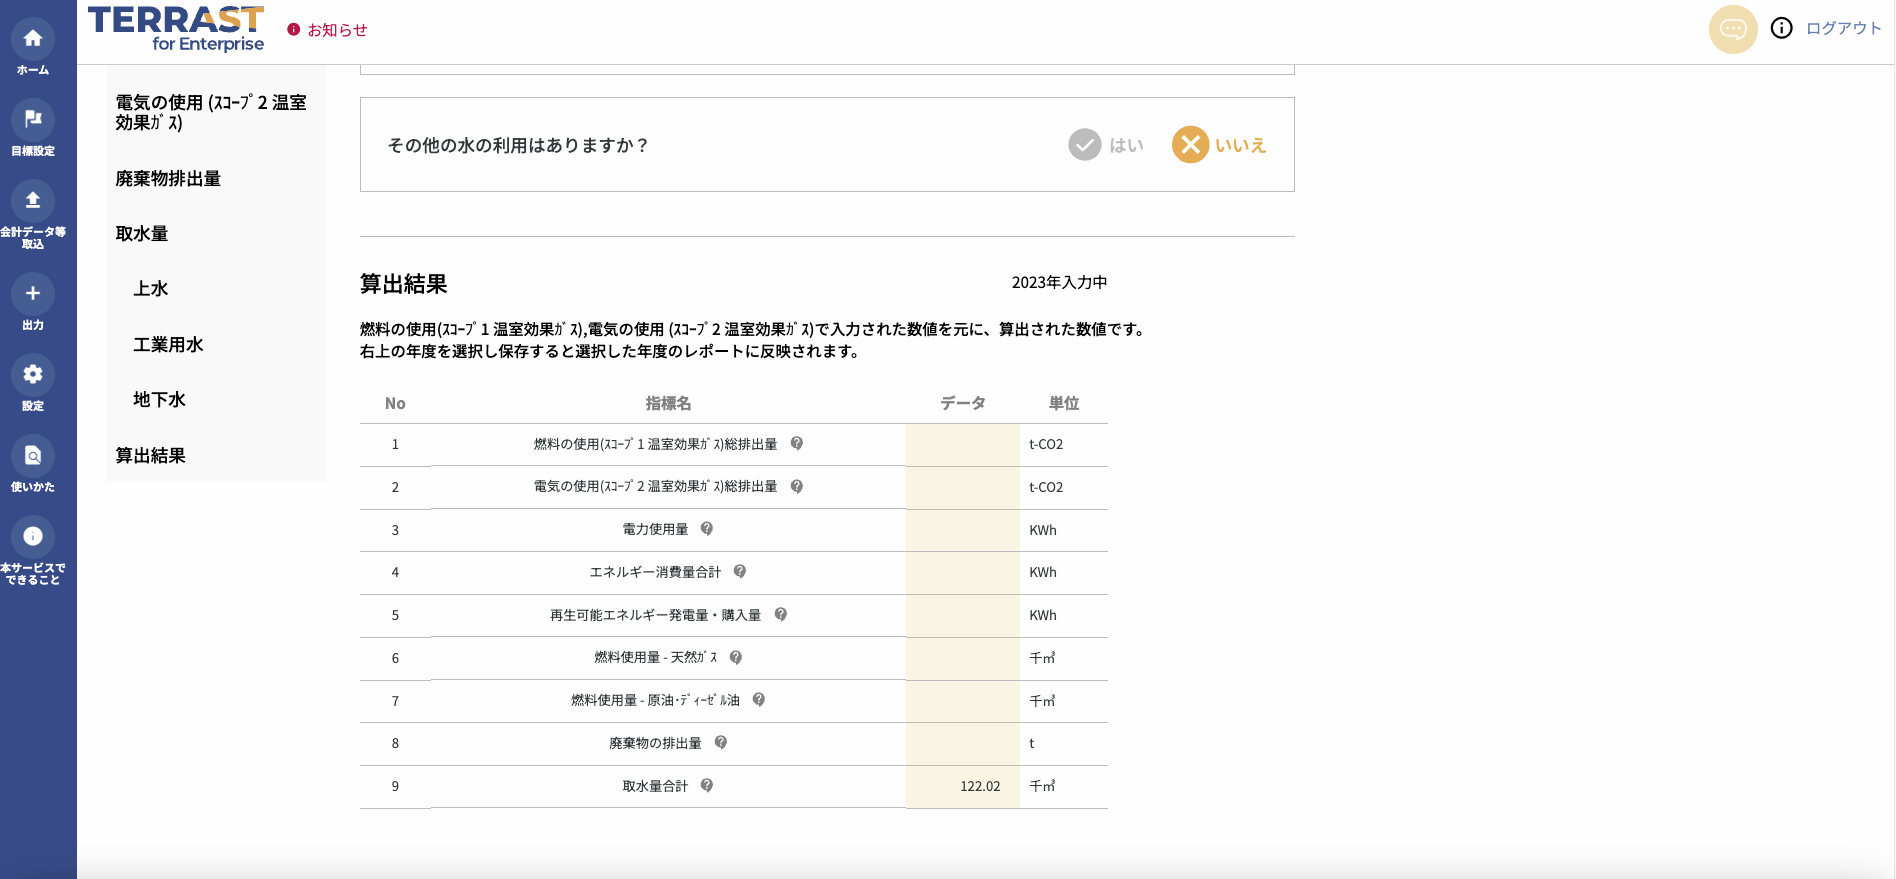 TERRAST
for Enterprise
お知らせ
ログアウト
ホーム
目標設定
会計データ等
取込
出力
設定
使いかた
本サービスで
できること
電気の使用 (ｽｺｰﾌﾟ2 温室
効果ｶﾞｽ)
廃棄物排出量
取水量
上水
工業用水
地下水
算出結果
その他の水の利用はありますか？
はい
いいえ
算出結果
2023年入力中
燃料の使用(ｽｺｰﾌﾟ1 温室効果ｶﾞｽ),電気の使用 (ｽｺｰﾌﾟ2 温室効果ｶﾞｽ)で入力された数値を元に、算出された数値です。
右上の年度を選択し保存すると選択した年度のレポートに反映されます。
No 指標名 データ 単位
1 燃料の使用(ｽｺｰﾌﾟ1 温室効果ｶﾞｽ)総排出量 t-CO2
2 電気の使用(ｽｺｰﾌﾟ2 温室効果ｶﾞｽ)総排出量 t-CO2
3 電力使用量 KWh
4 エネルギー消費量合計 KWh
5 再生可能エネルギー発電量・購入量 KWh
6 燃料使用量 - 天然ｶﾞｽ 千㎥
7 燃料使用量 - 原油･ﾃﾞｨｰｾﾞﾙ油 千㎥
8 廃棄物の排出量 t
9 取水量合計 122.02 千㎥